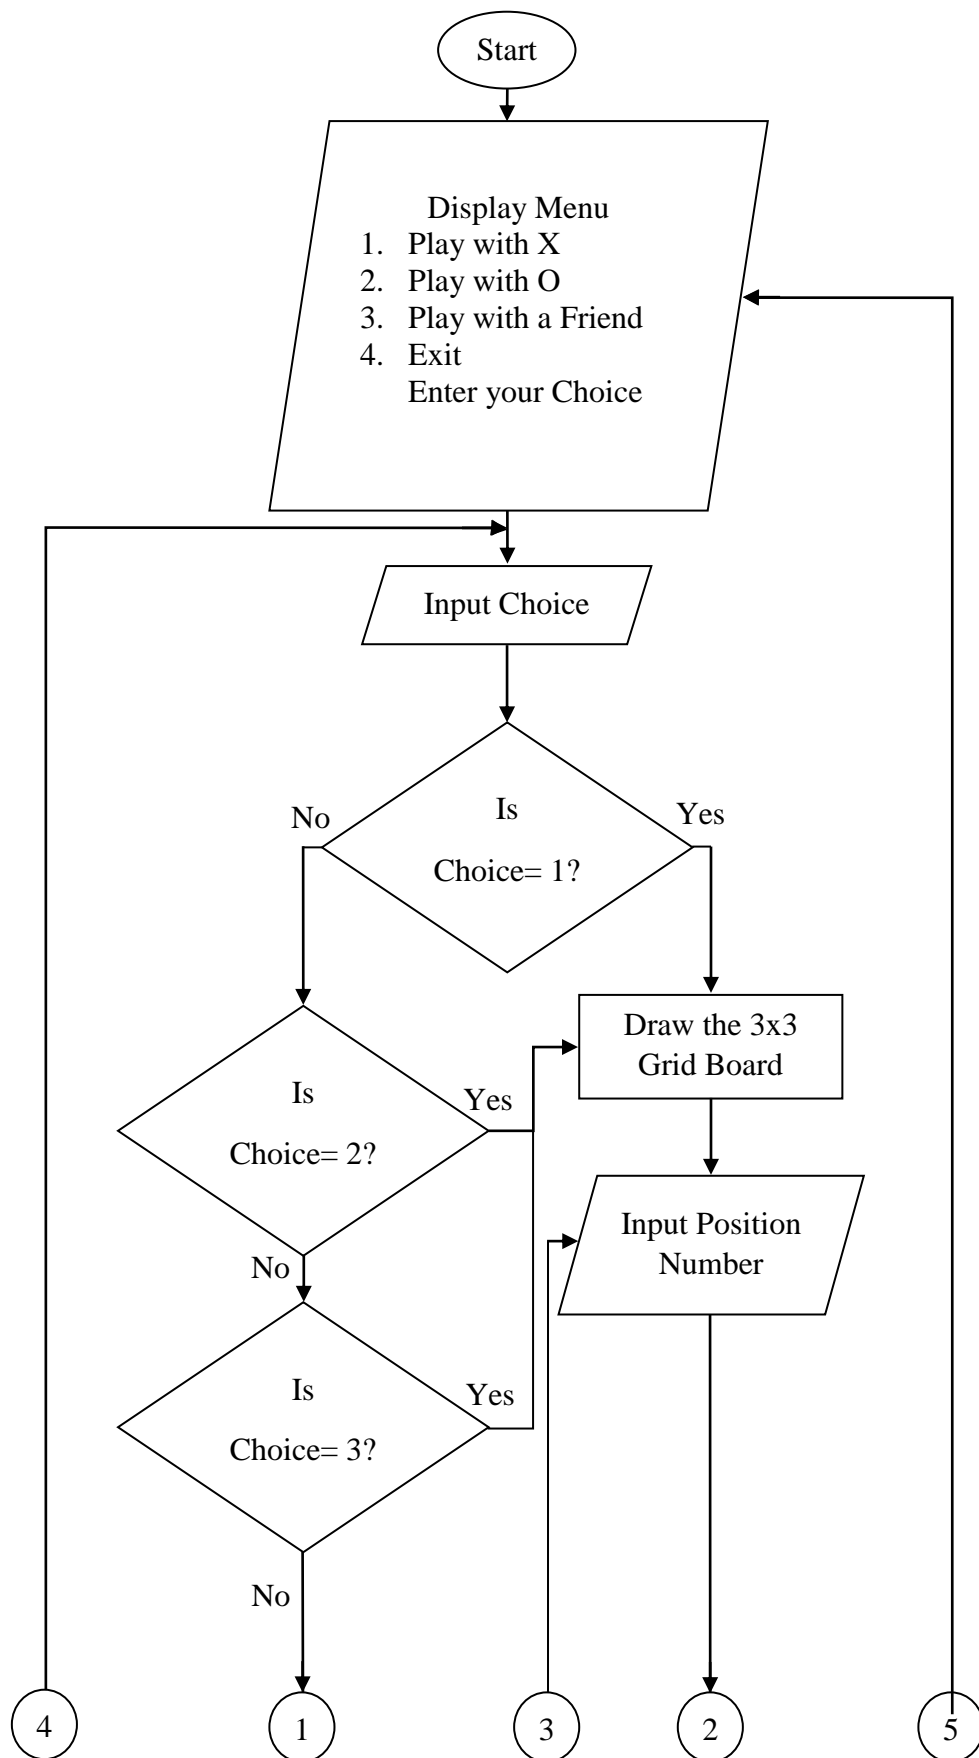 Start
Display Menu
1. Play with X
2. Play with O
3. Play with a Friend
4. Exit
Enter your Choice
Input Choice
No
Is
Yes
Choice= 1?
Draw the 3x3
Grid Board
Is
Yes
Choice= 2?
Input Position
Number
No
Is
Yes
Choice= 3?
No
4
1
3
2
5